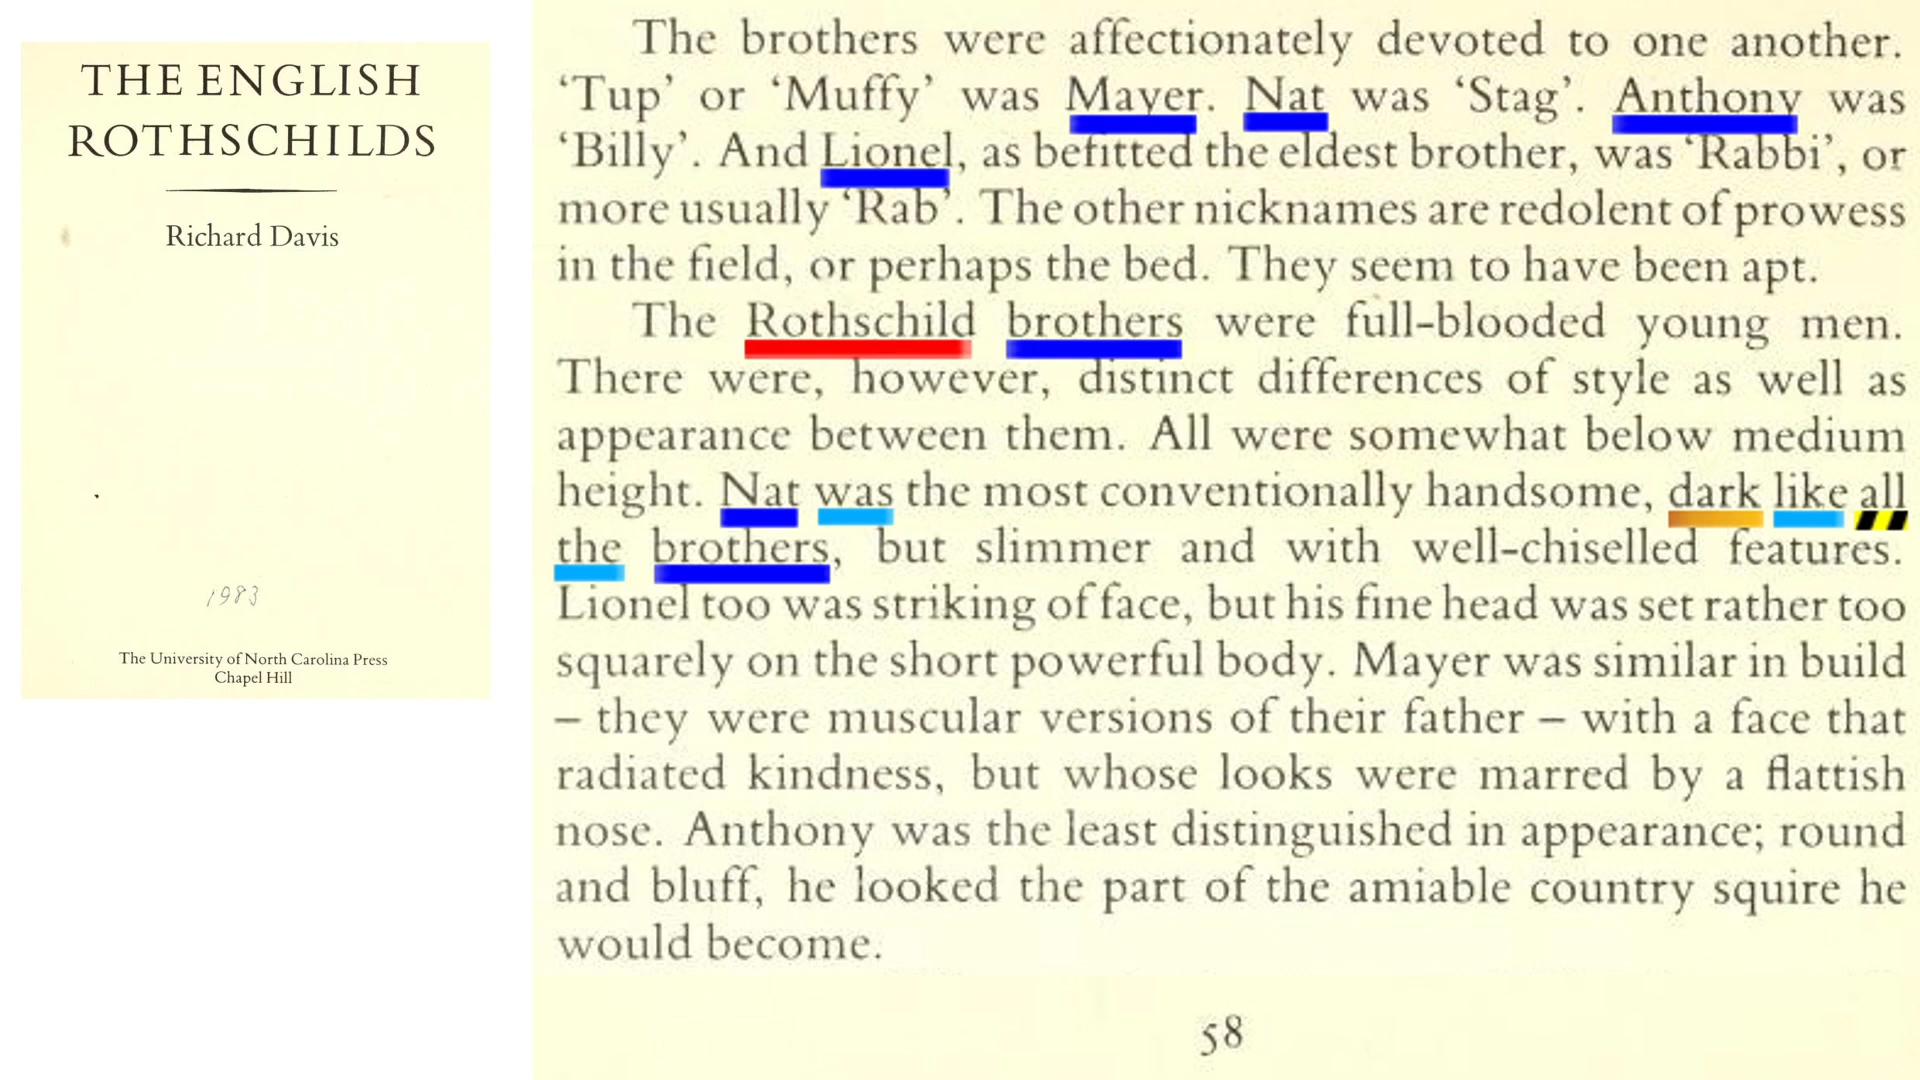 THE ENGLISH
ROTHSCHILDS
Richard Davis
1983
The University of North Carolina Press
Chapel Hill
The brothers were affectionately devoted to one another.
‘Tup’ or ‘Muffy’ was Mayer. Nat was ‘Stag’. Anthony was
‘Billy’. And Lionel, as befitted the eldest brother, was ‘Rabbi’, or
more usually ‘Rab’. The other nicknames are redolent of prowess
in the field, or perhaps the bed. They seem to have been apt.
The Rothschild brothers were full-blooded young men.
There were, however, distinct differences of style as well as
appearance between them. All were somewhat below medium
height. Nat was the most conventionally handsome, dark like all
the brothers, but slimmer and with well-chiselled features.
Lionel too was striking of face, but his fine head was set rather too
squarely on the short powerful body. Mayer was similar in build
– they were muscular versions of their father – with a face that
radiated kindness, but whose looks were marred by a flattish
nose. Anthony was the least distinguished in appearance; round
and bluff, he looked the part of the amiable country squire he
would become.
58